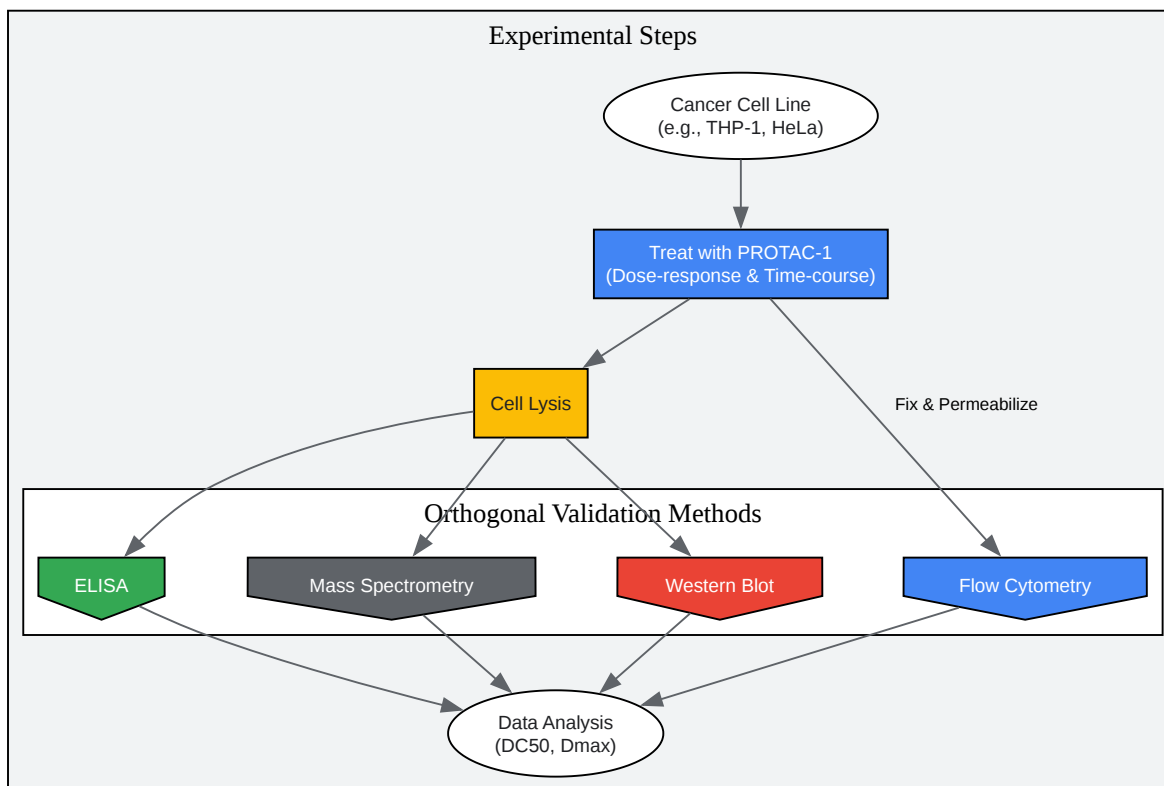 Experimental Steps
Cancer Cell Line
(e.g., THP-1, HeLa)
Treat with PROTAC-1
(Dose-response & Time-course)
Cell Lysis
Fix & Permeabilize
Orthogonal Validation Methods
ELISA
Mass Spectrometry
Western Blot
Flow Cytometry
Data Analysis
(DC50, Dmax)